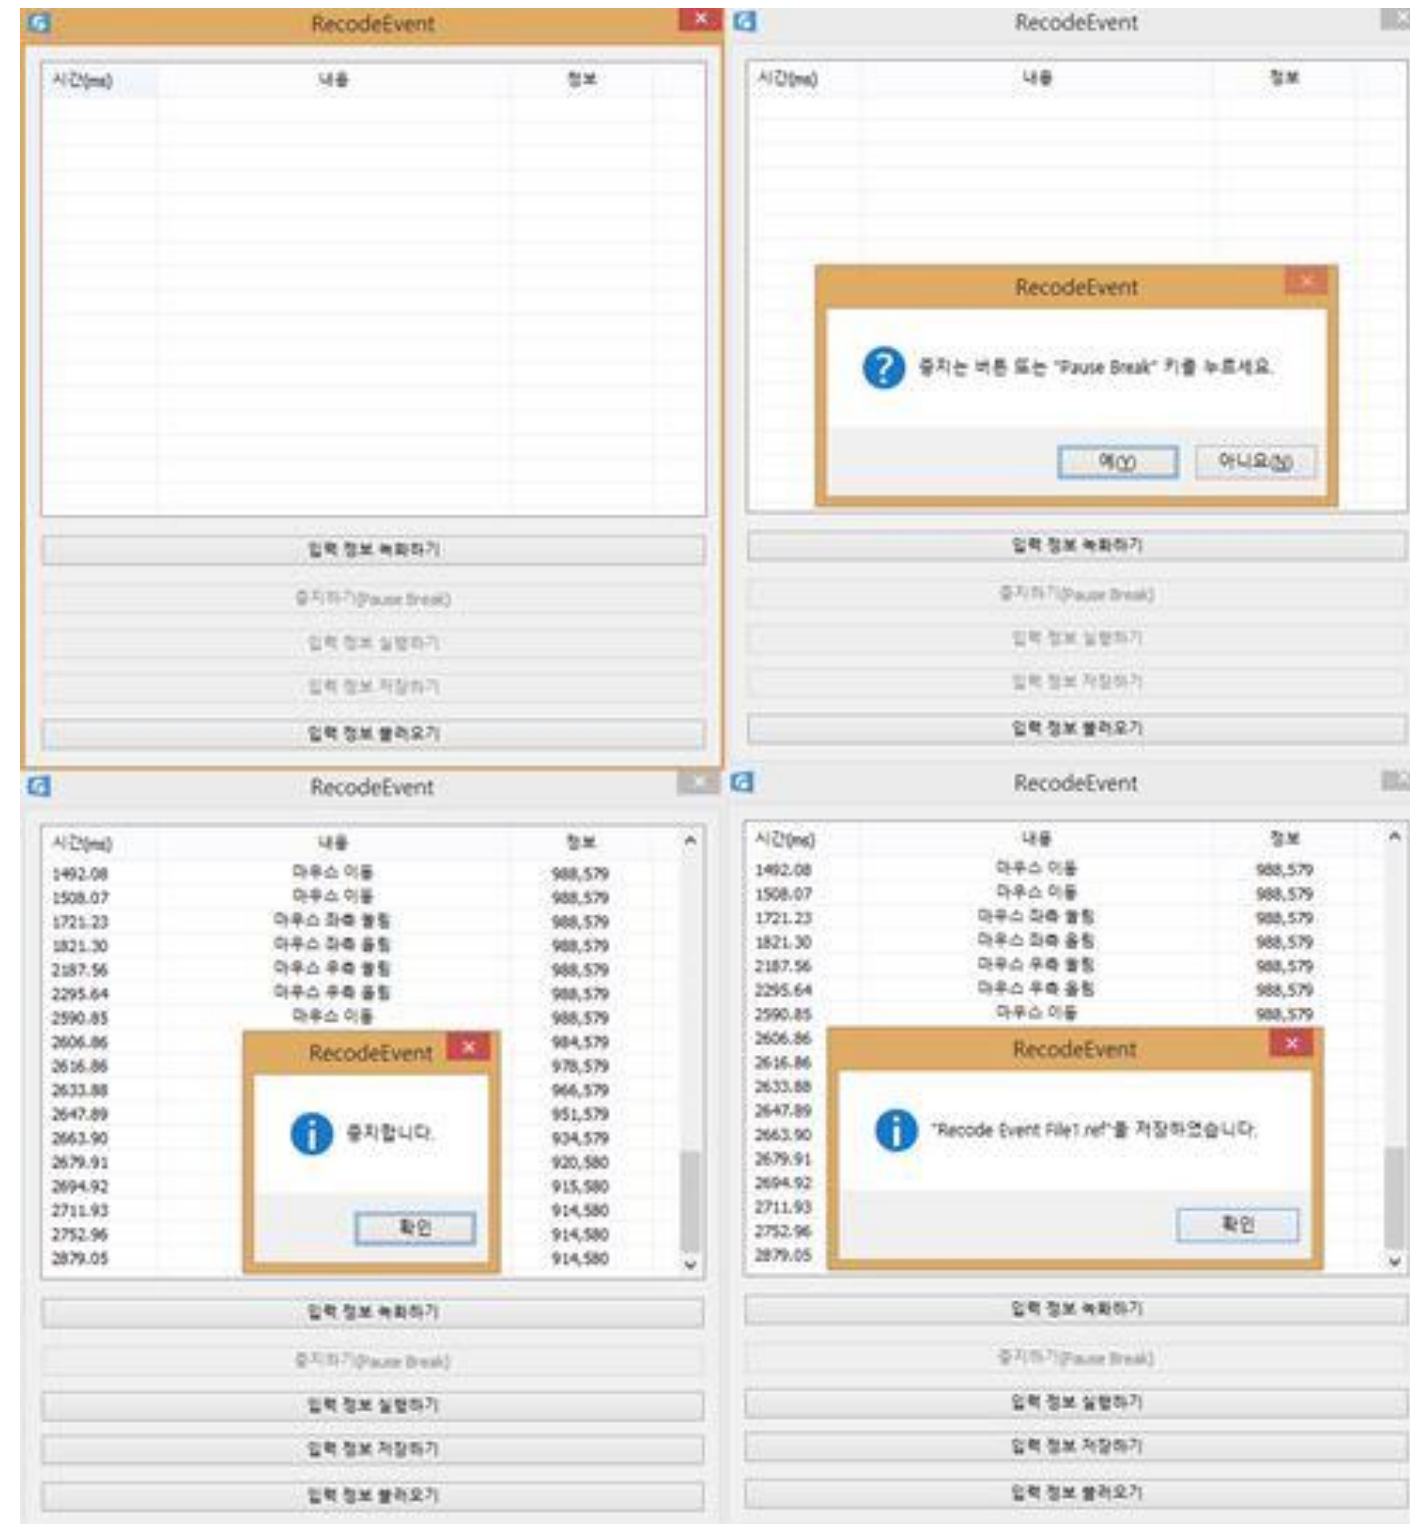 RecodeEvent
시간(ms) 내용 정보
입력 정보 녹화하기
중지하기(Pause Break)
입력 정보 실행하기
입력 정보 저장하기
입력 정보 불러오기
RecodeEvent
시간(ms) 내용 정보
RecodeEvent
중지는 버튼 또는 "Pause Break" 키를 누르세요.
예(Y) 아니요(N)
입력 정보 녹화하기
중지하기(Pause Break)
입력 정보 실행하기
입력 정보 저장하기
입력 정보 불러오기
RecodeEvent
시간(ms) 내용 정보
1492.08 마우스 이동 988,579
1508.07 마우스 이동 988,579
1721.23 마우스 좌측 눌림 988,579
1821.30 마우스 좌측 올림 988,579
2187.56 마우스 우측 눌림 988,579
2295.64 마우스 우측 올림 988,579
2590.85 마우스 이동 988,579
2606.86 984,579
2616.86 978,579
2633.88 966,579
2647.89 951,579
2663.90 934,579
2679.91 920,580
2694.92 915,580
2711.93 914,580
2752.96 914,580
2879.05 914,580
RecodeEvent
중지합니다.
확인
입력 정보 녹화하기
중지하기(Pause Break)
입력 정보 실행하기
입력 정보 저장하기
입력 정보 불러오기
RecodeEvent
시간(ms) 내용 정보
1492.08 마우스 이동 988,579
1508.07 마우스 이동 988,579
1721.23 마우스 좌측 눌림 988,579
1821.30 마우스 좌측 올림 988,579
2187.56 마우스 우측 눌림 988,579
2295.64 마우스 우측 올림 988,579
2590.85 마우스 이동 988,579
2606.86
2616.86
2633.88
2647.89
2663.90
2679.91
2694.92
2711.93
2752.96
2879.05
RecodeEvent
"Recode Event File1.ref"을 저장하였습니다.
확인
입력 정보 녹화하기
중지하기(Pause Break)
입력 정보 실행하기
입력 정보 저장하기
입력 정보 불러오기